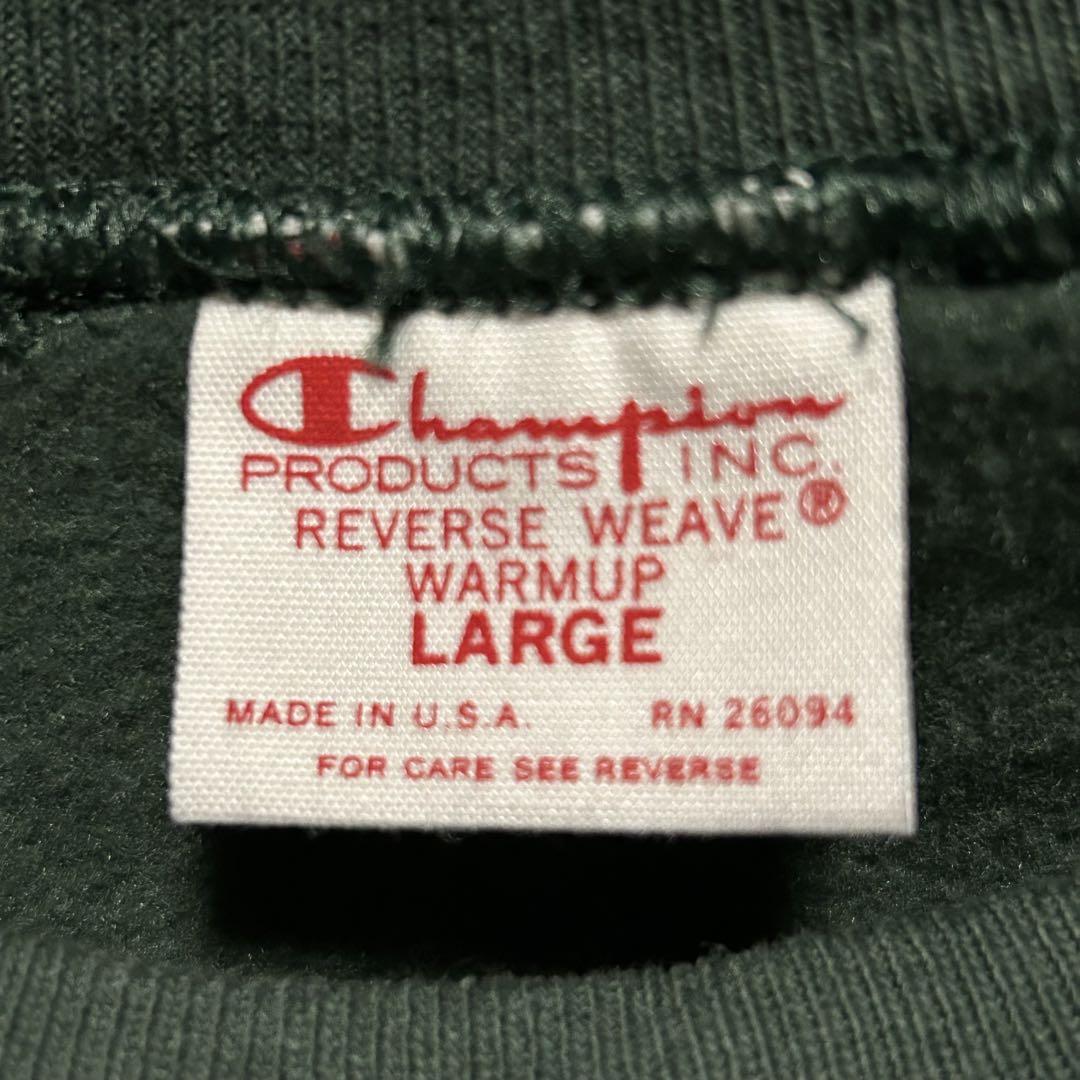 Champion
PRODUCTS INC.
REVERSE WEAVE®
WARMUP
LARGE
MADE IN U.S.A. RN 26094
FOR CARE SEE REVERSE